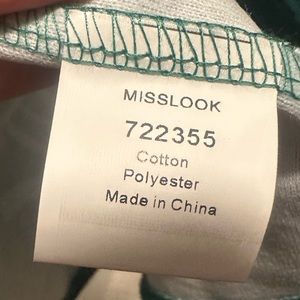 MISSLOOK
722355
Cotton
Polyester
Made in China